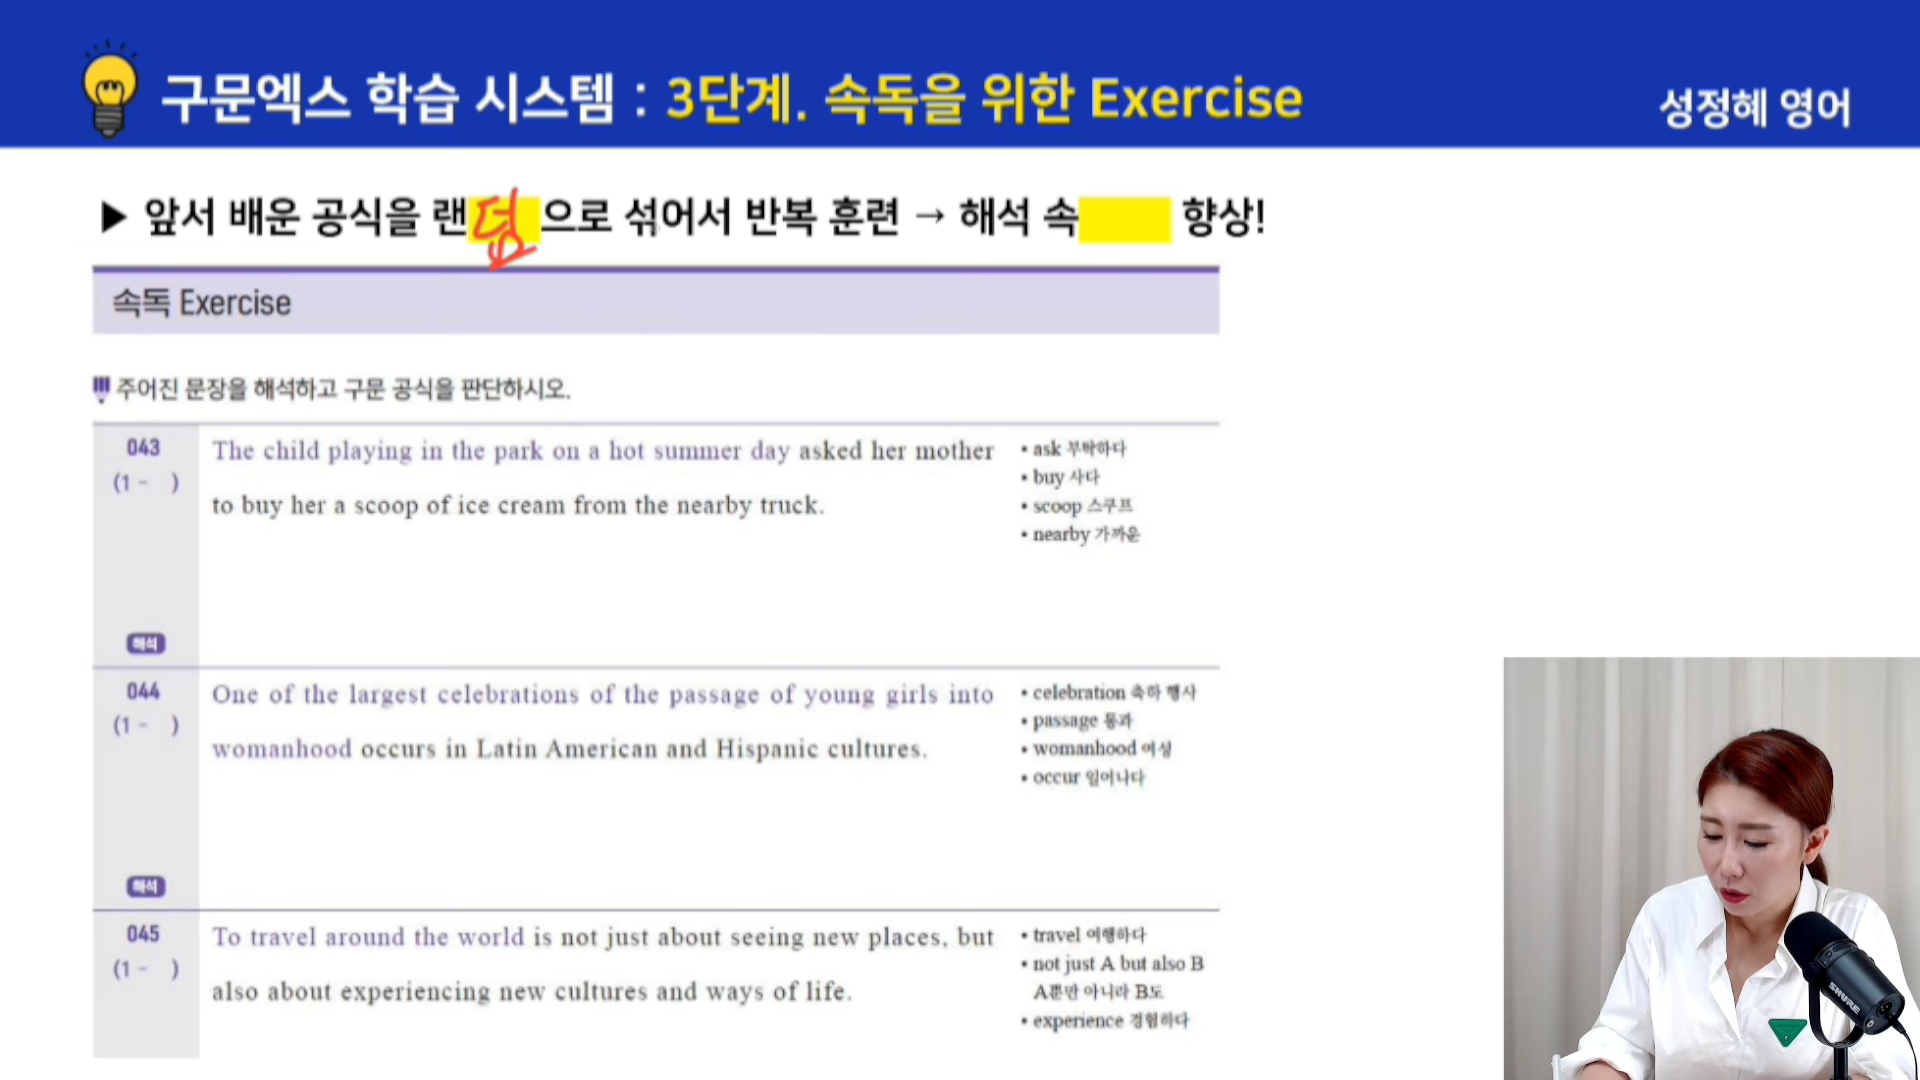 구문엑스 학습 시스템 : 3단계. 속독을 위한 Exercise
성정혜 영어
▶ 앞서 배운 공식을 랜덤으로 섞어서 반복 훈련 → 해석 속 향상!
속독 Exercise
주어진 문장을 해석하고 구문 공식을 판단하시오.
043
(1 - )
The child playing in the park on a hot summer day asked her mother
to buy her a scoop of ice cream from the nearby truck.
• ask 부탁하다
• buy 사다
• scoop 스쿠프
• nearby 가까운
해석
044
(1 - )
One of the largest celebrations of the passage of young girls into
womanhood occurs in Latin American and Hispanic cultures.
• celebration 축하 행사
• passage 통과
• womanhood 여성
• occur 일어나다
해석
045
(1 - )
To travel around the world is not just about seeing new places, but
also about experiencing new cultures and ways of life.
• travel 여행하다
• not just A but also B
A뿐만 아니라 B도
• experience 경험하다
SHURE